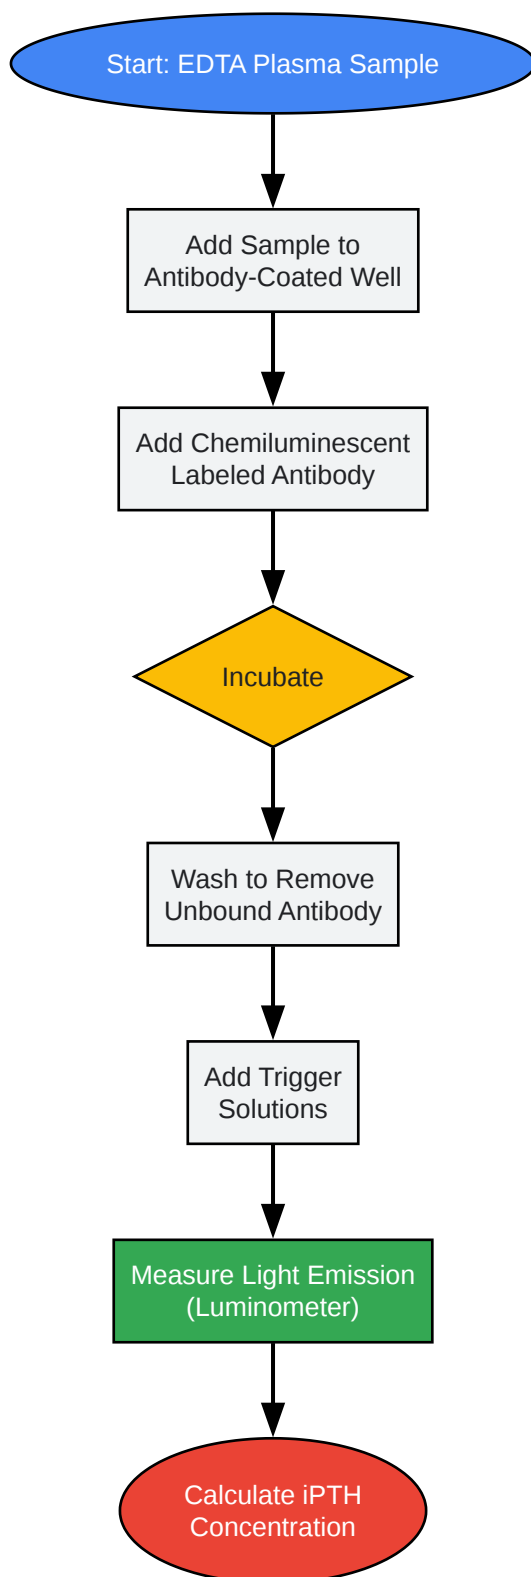 Start: EDTA Plasma Sample
Add Sample to
Antibody-Coated Well
Add Chemiluminescent
Labeled Antibody
Incubate
Wash to Remove
Unbound Antibody
Add Trigger
Solutions
Measure Light Emission
(Luminometer)
Calculate iPTH
Concentration